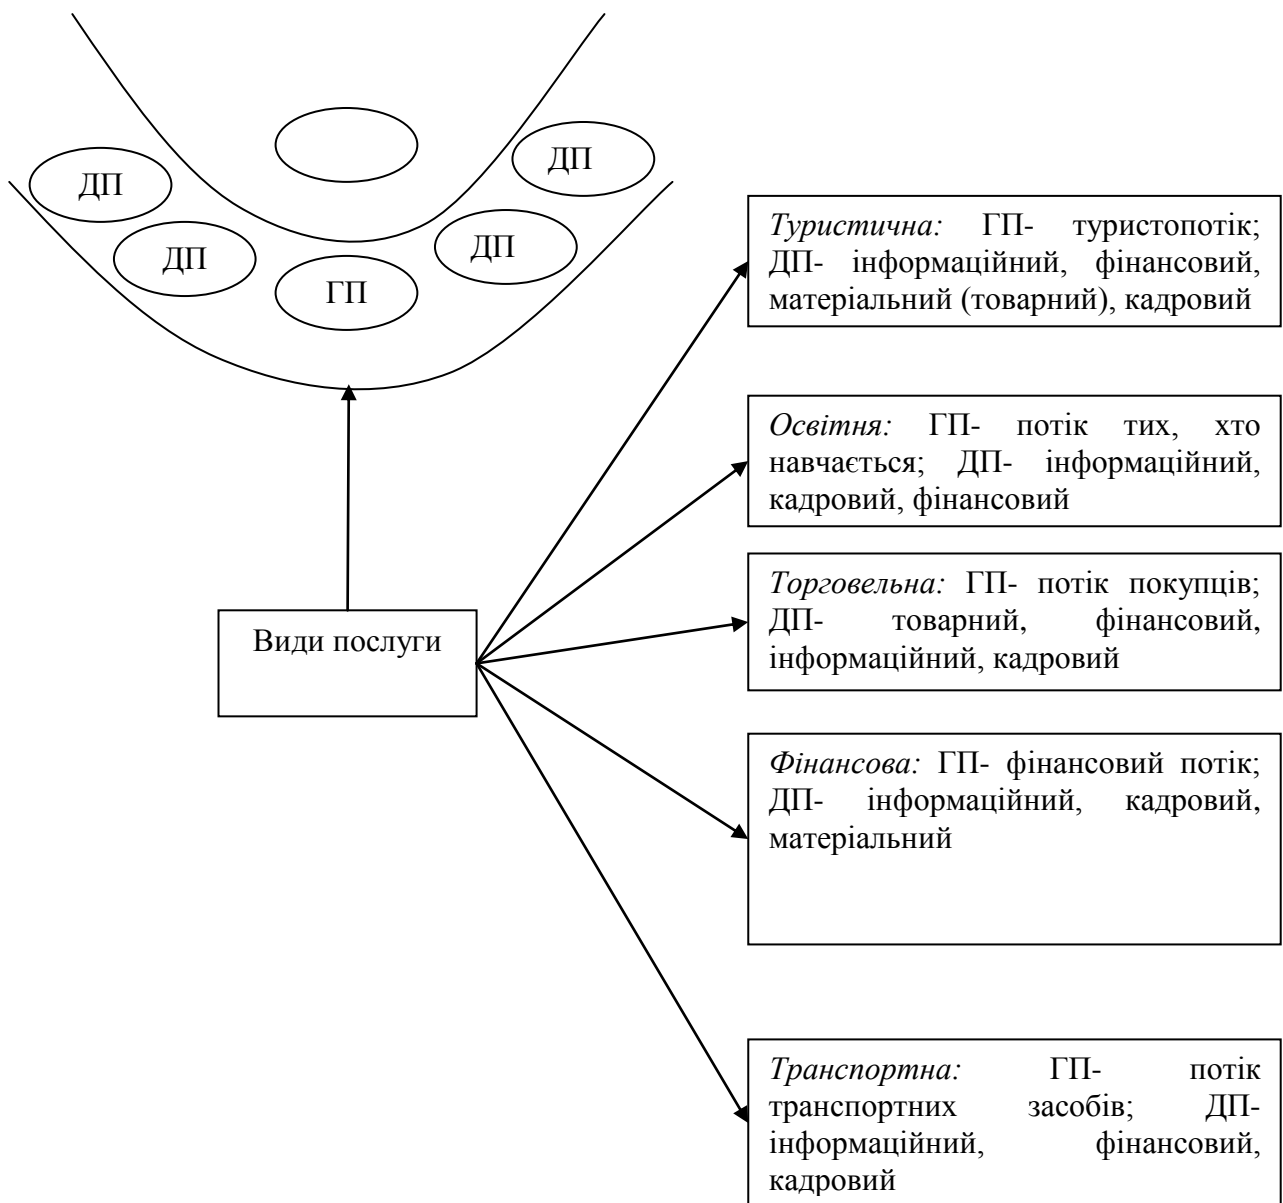 ДП
ДП
ДП
ДП
ГП
Види послуги
Туристична: ГП- туристопотік;
ДП- інформаційний, фінансовий,
матеріальний (товарний), кадровий
Освітня: ГП- потік тих, хто
навчається; ДП- інформаційний,
кадровий, фінансовий
Торговельна: ГП- потік покупців;
ДП- товарний, фінансовий,
інформаційний, кадровий
Фінансова: ГП- фінансовий потік;
ДП- інформаційний, кадровий,
матеріальний
Транспортна: ГП- потік
транспортних засобів; ДП-
інформаційний, фінансовий,
кадровий